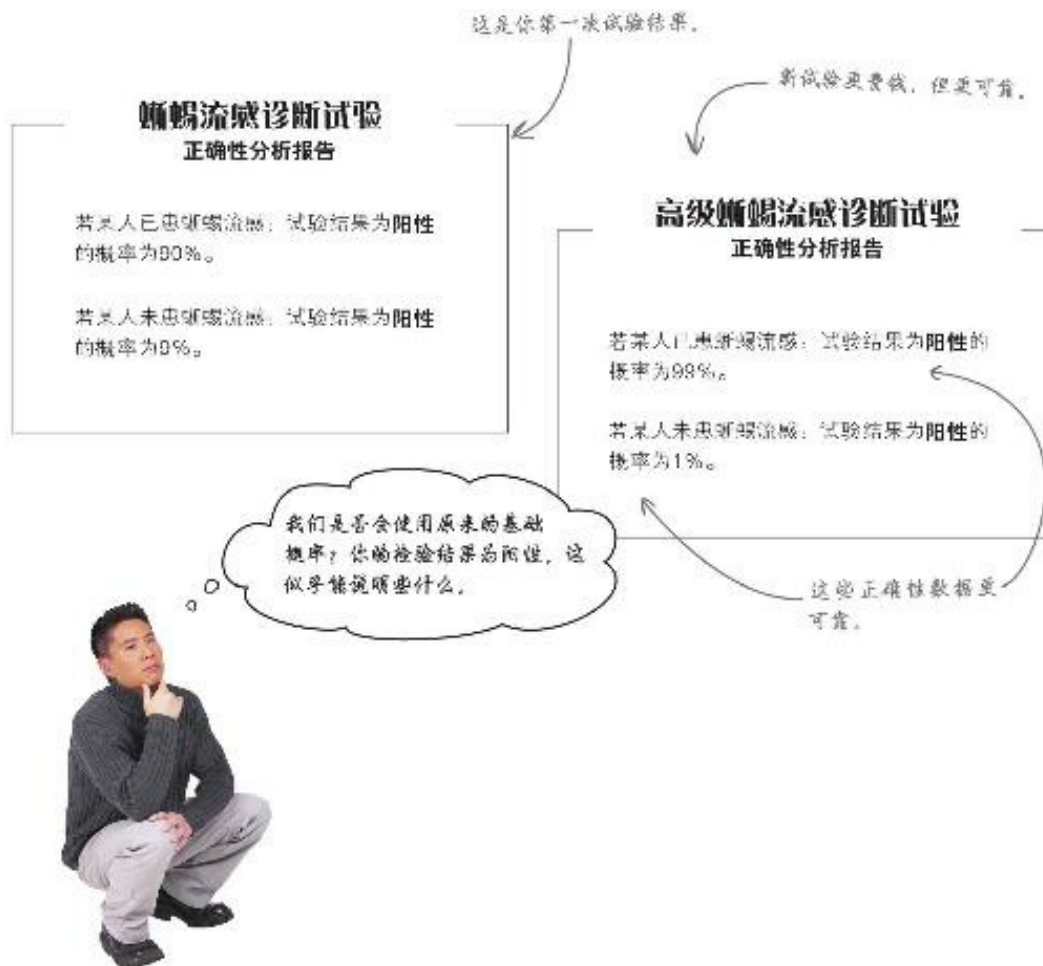 这是你第一次试验结果。
蜥蜴流感诊断试验
正确性分析报告
若某人已患蜥蜴流感，试验结果为阳性
的概率为90%。
若某人未患蜥蜴流感，试验结果为阳性
的概率为9%。
新试验更费钱，但更可靠。
高级蜥蜴流感诊断试验
正确性分析报告
若某人已患蜥蜴流感，试验结果为阳性的
概率为99%。
若某人未患蜥蜴流感，试验结果为阳性的
概率为1%。
这些正确性数据更
可靠。
我们是否会使用原来的基础
概率？你的检验结果为阳性，这
似乎能说明些什么。